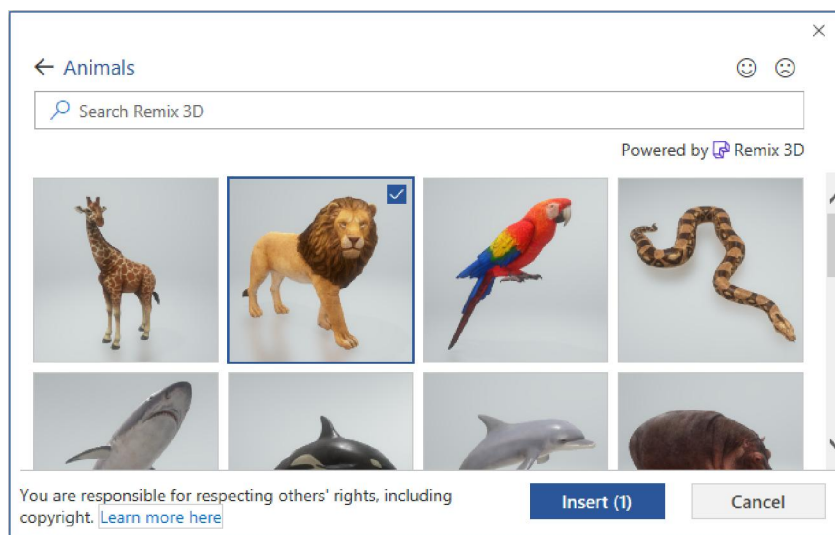 Animals
Search Remix 3D
Powered by Remix 3D
You are responsible for respecting others' rights, including
copyright. Learn more here
Insert (1)
Cancel